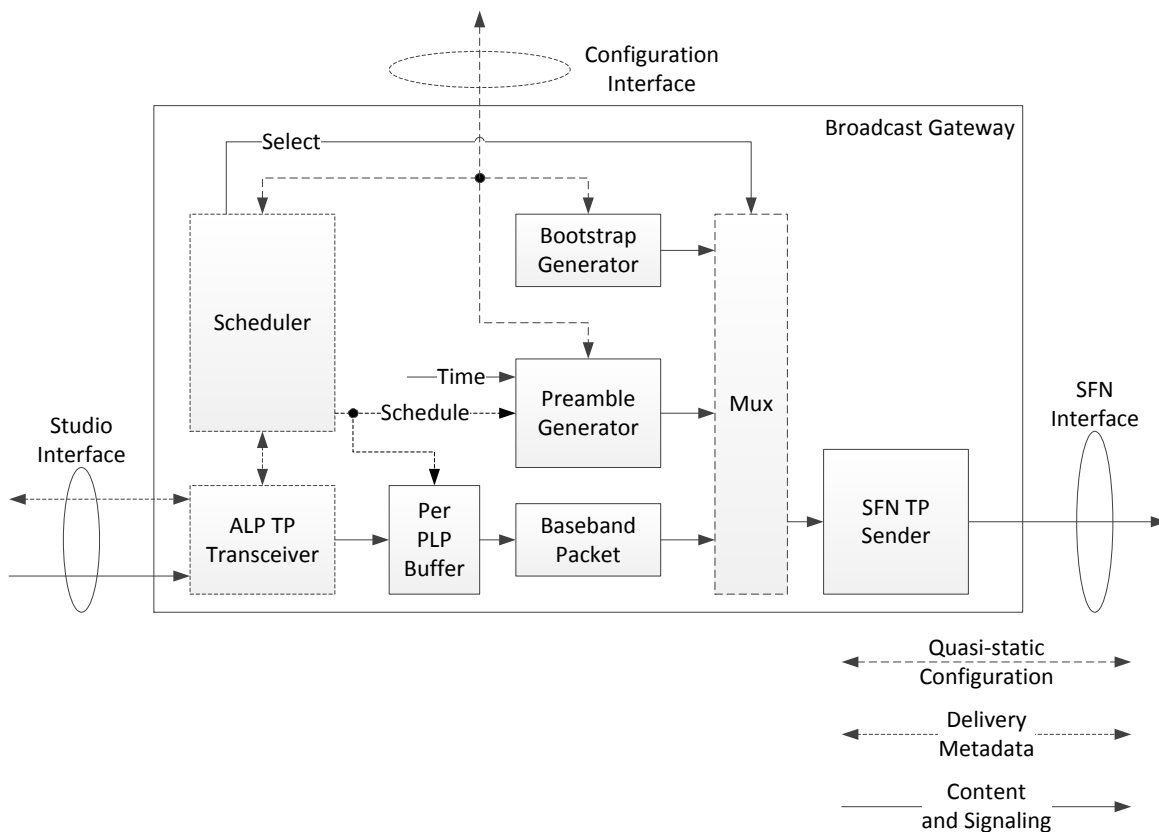 Configuration
Interface
Broadcast Gateway
Select
Bootstrap
Generator
Scheduler
Time
Preamble
Generator
Schedule
Mux
SFN
Interface
Studio
Interface
ALP TP
Transceiver
Per
PLP
Buffer
Baseband
Packet
SFN TP
Sender
Quasi-static
Configuration
Delivery
Metadata
Content
and Signaling